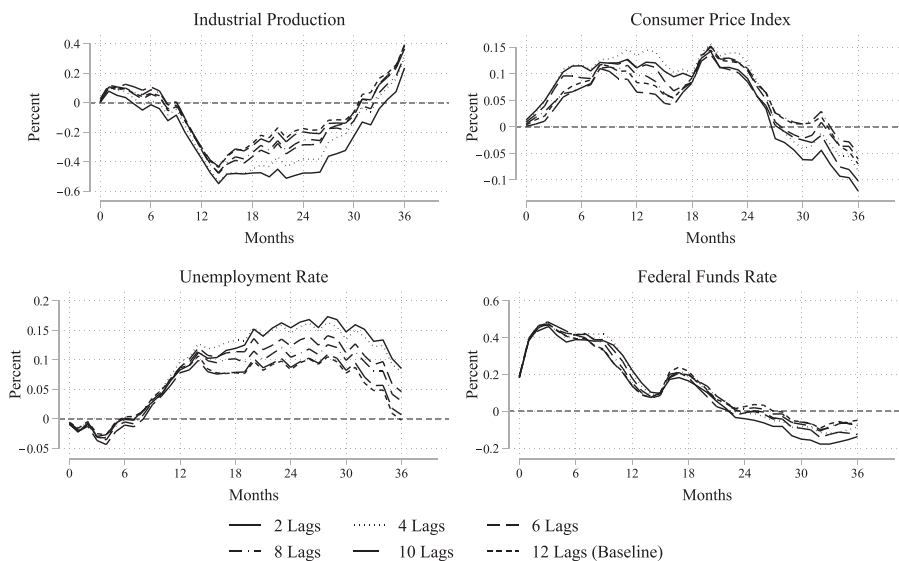 Industrial Production
Percent
0.4
0.2
0
−0.2
−0.4
−0.6
0 6 12 18 24 30 36
Months
Consumer Price Index
Percent
0.15
0.1
0.05
0
−0.05
−0.1
0 6 12 18 24 30 36
Months
Unemployment Rate
Percent
0.2
0.15
0.1
0.05
0
−0.05
0 6 12 18 24 30 36
Months
Federal Funds Rate
Percent
0.6
0.4
0.2
0
−0.2
0 6 12 18 24 30 36
Months
2 Lags 4 Lags 6 Lags
8 Lags 10 Lags 12 Lags (Baseline)